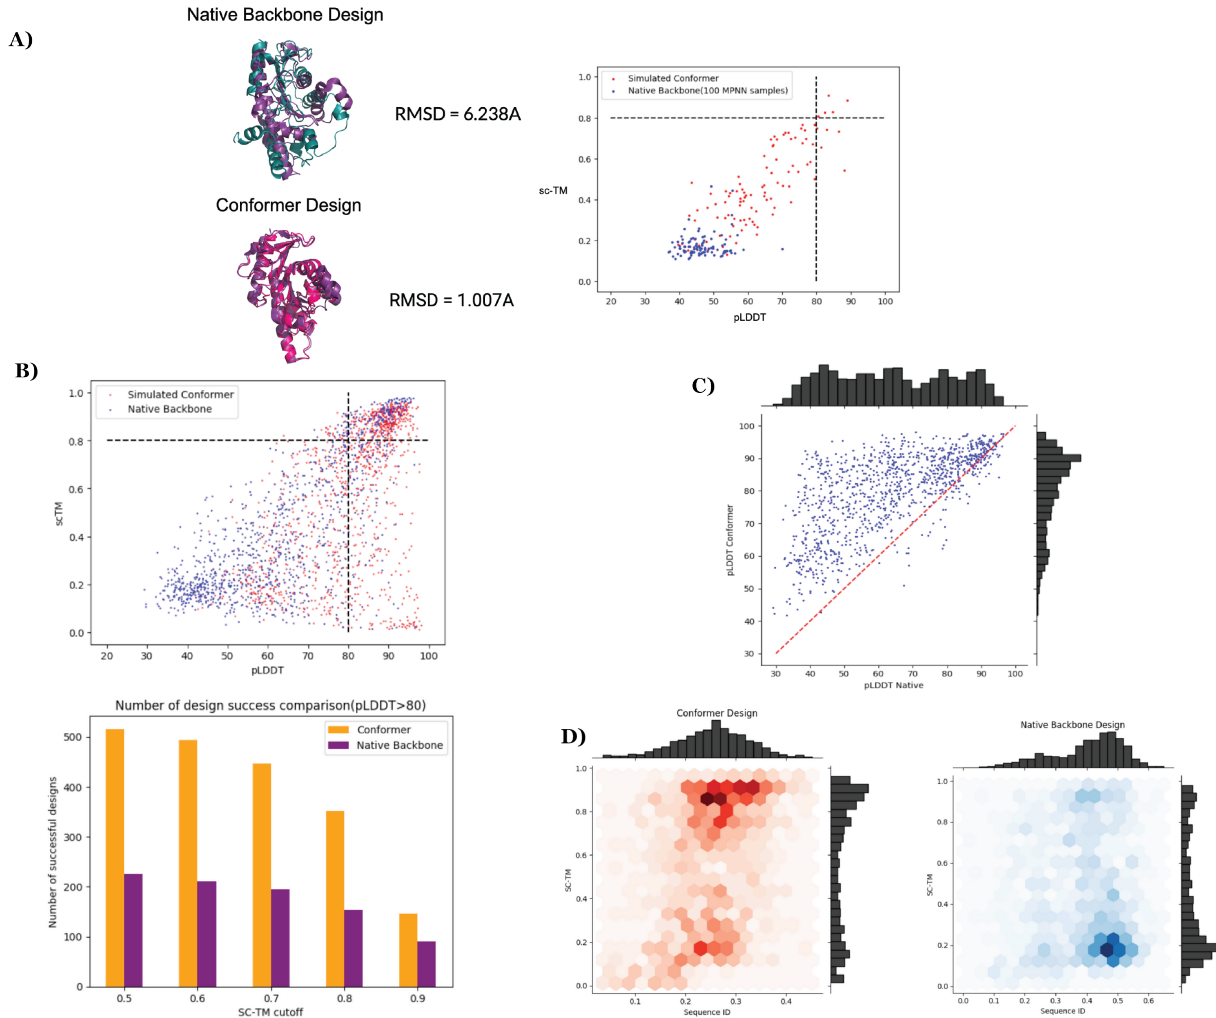 A)
Native Backbone Design
RMSD = 6.238A
Conformer Design
RMSD = 1.007A
Simulated Conformer
Native Backbone(100 MPNN samples)
1.0
0.8
0.6
0.4
0.2
0.0
sc-TM
20 30 40 50 60 70 80 90 100
pLDDT
B)
Simulated Conformer
Native Backbone
1.0
0.8
0.6
0.4
0.2
0.0
scTM
20 30 40 50 60 70 80 90 100
pLDDT
Number of design success comparison(pLDDT>80)
Conformer
Native Backbone
500
400
300
200
100
0
Number of successful designs
0.5 0.6 0.7 0.8 0.9
SC-TM cutoff
C)
100
90
80
70
60
50
40
30
pLDDT Conformer
30 40 50 60 70 80 90 100
pLDDT Native
D)
Conformer Design
1.0
0.8
0.6
0.4
0.2
0.0
SC-TM
0.1 0.2 0.3 0.4
Sequence ID
Native Backbone Design
1.0
0.8
0.6
0.4
0.2
0.0
SC-TM
0.0 0.1 0.2 0.3 0.4 0.5 0.6
Sequence ID